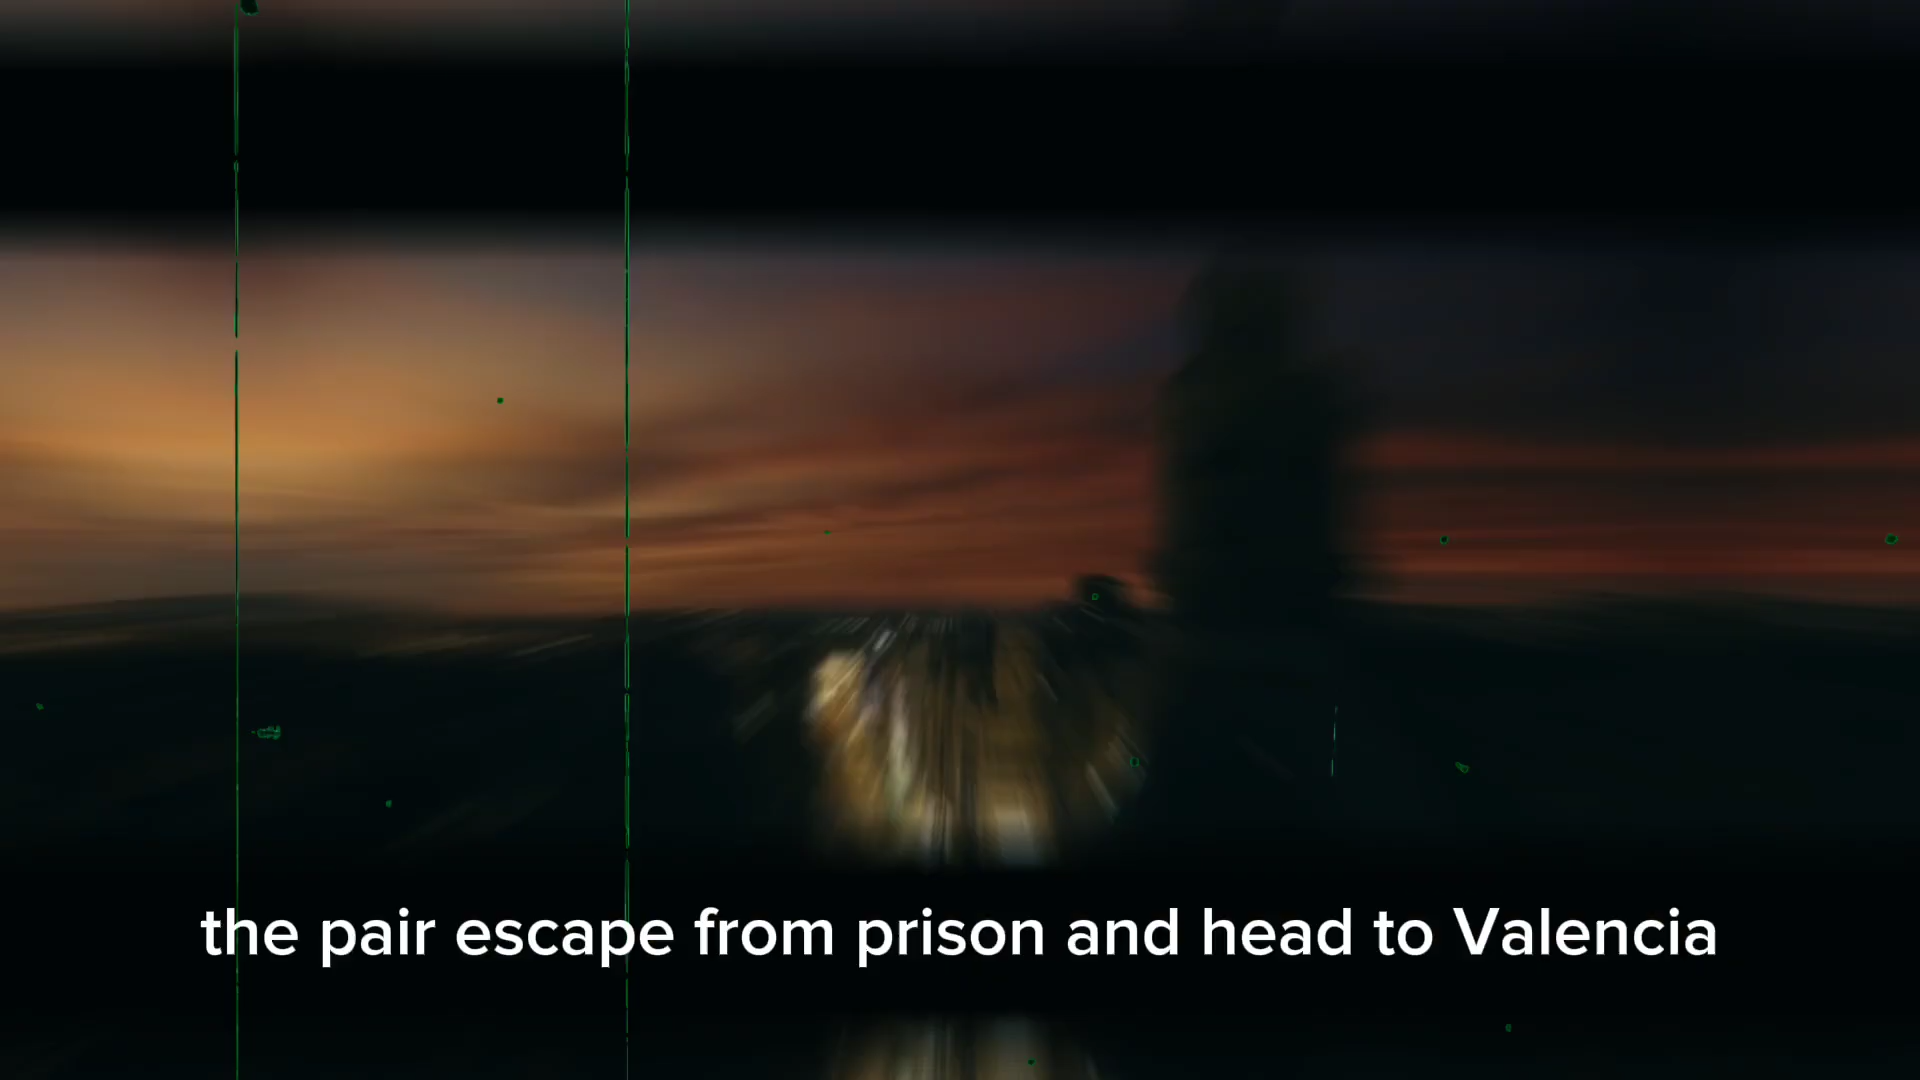 the pair escape from prison and head to Valencia